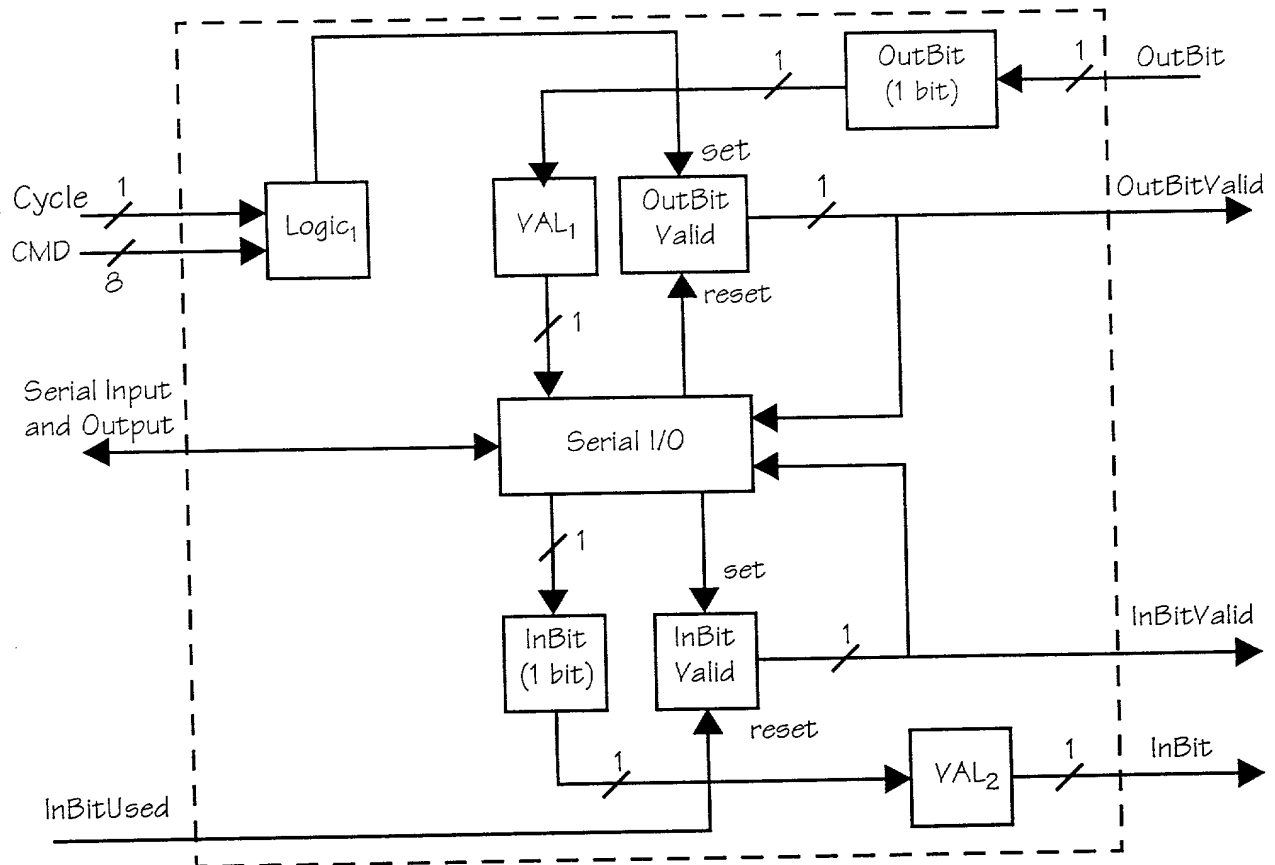 1
OutBit
(1 bit)
1
OutBit
set
Cycle
1
CMD
8
Logic1
VAL1
OutBit
Valid
1
OutBitValid
reset
1
Serial Input
and Output
Serial I/O
1
set
InBit
(1 bit)
InBit
Valid
1
InBitValid
reset
1
VAL2
1
InBit
InBitUsed